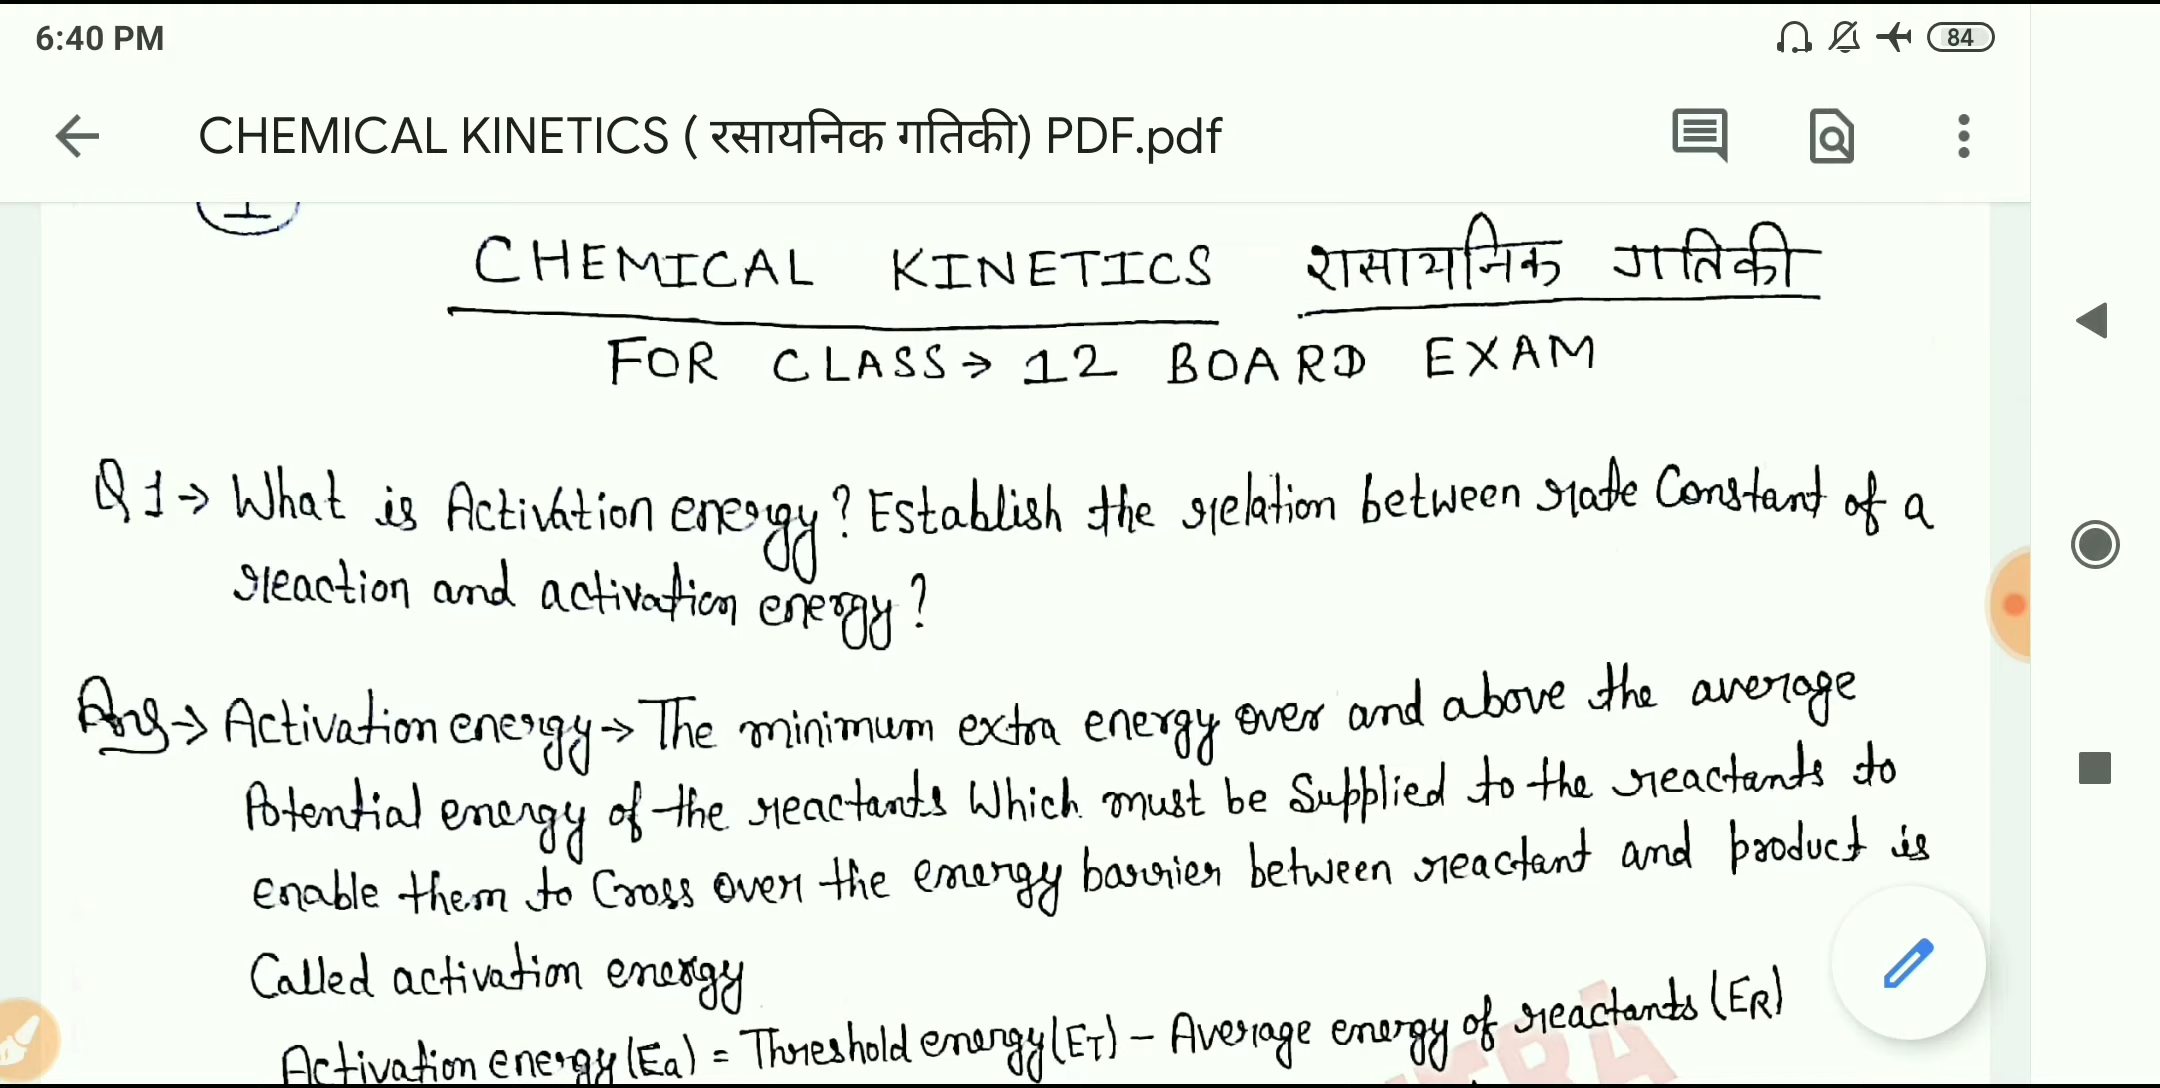 6:40 PM
84
CHEMICAL KINETICS ( रसायनिक गतिकी) PDF.pdf
1
CHEMICAL KINETICS रासायनिक गतिकी
FOR CLASS→ 12 BOARD EXAM
Q1→ What is Activation energy? Establish the relation between rate Constant of a
reaction and activation energy?
Ans→ Activation energy→ The minimum extra energy over and above the average
Potential energy of the reactants Which must be Supplied to the reactants to
enable them to Cross over the energy barrier between reactant and product is
Called activation energy
Activation energy (Ea) = Threshold energy (ET) – Average energy of reactants (ER)